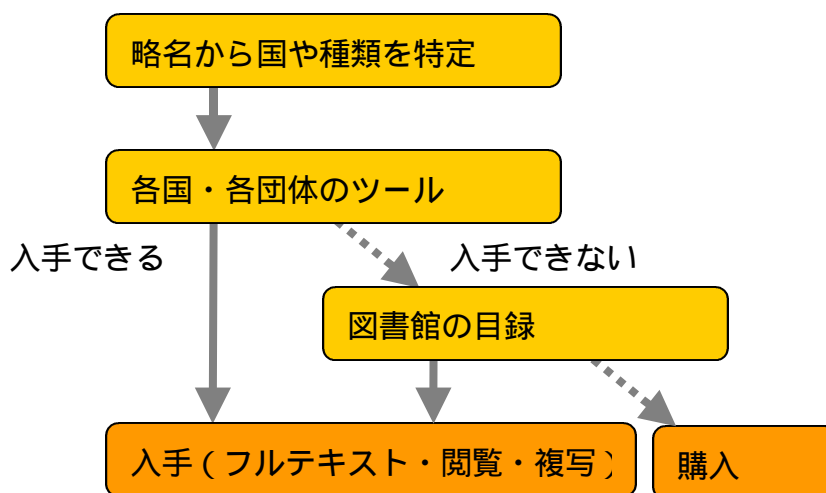 略名から国や種類を特定
各国・各団体のツール
入手できる
入手できない
図書館の目録
入手（フルテキスト・閲覧・複写）
購入